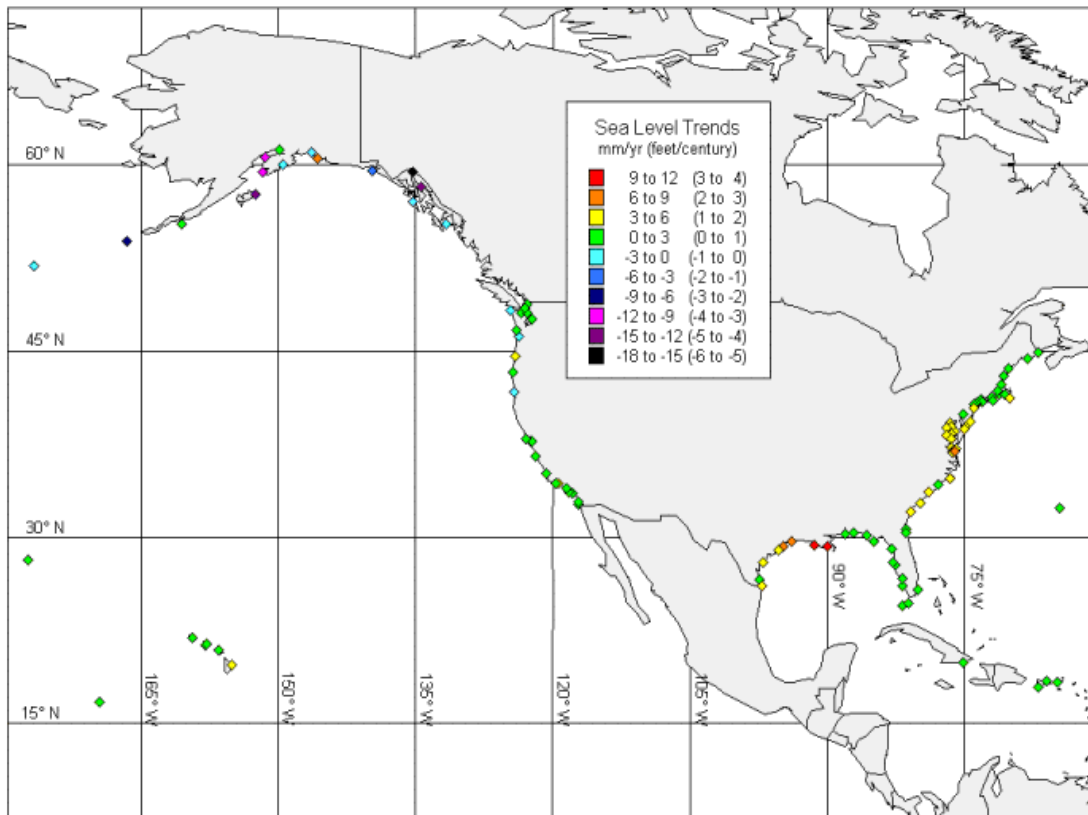 Sea Level Trends
mm/yr (feet/century)
9 to 12 (3 to 4)
6 to 9 (2 to 3)
3 to 6 (1 to 2)
0 to 3 (0 to 1)
-3 to 0 (-1 to 0)
-6 to -3 (-2 to -1)
-9 to -6 (-3 to -2)
-12 to -9 (-4 to -3)
-15 to -12 (-5 to -4)
-18 to -15 (-6 to -5)
60° N
45° N
30° N
15° N
165° W
150° W
135° W
120° W
105° W
90° W
75° W